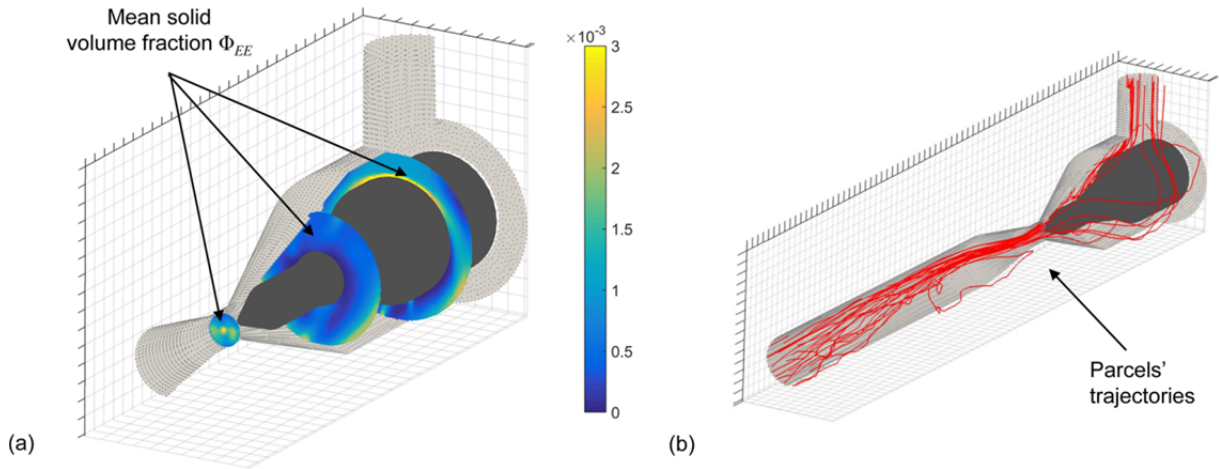 Mean solid
volume fraction Φ_EE
×10⁻³
3
2.5
2
1.5
1
0.5
0
(a)
Parcels'
trajectories
(b)